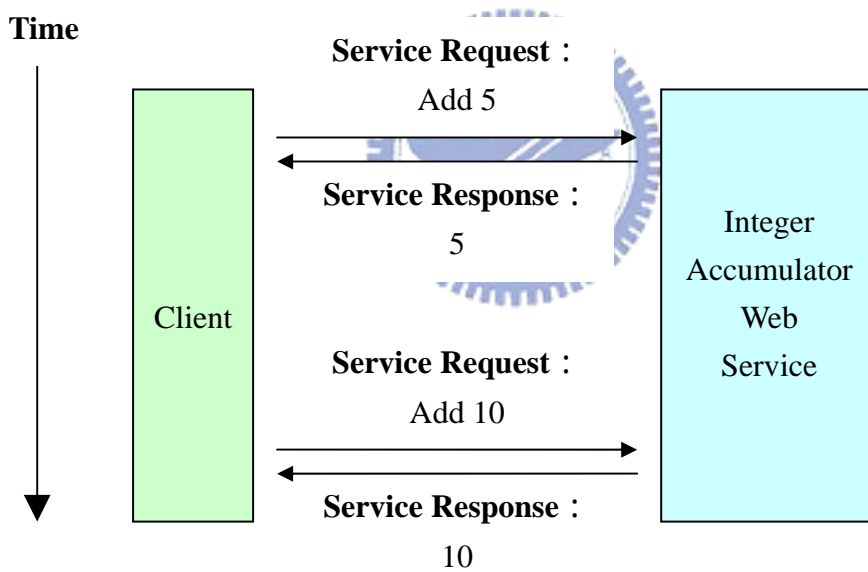 Time
Service Request：
Add 5
Service Response：
5
Client
Integer
Accumulator
Web
Service
Service Request：
Add 10
Service Response：
10